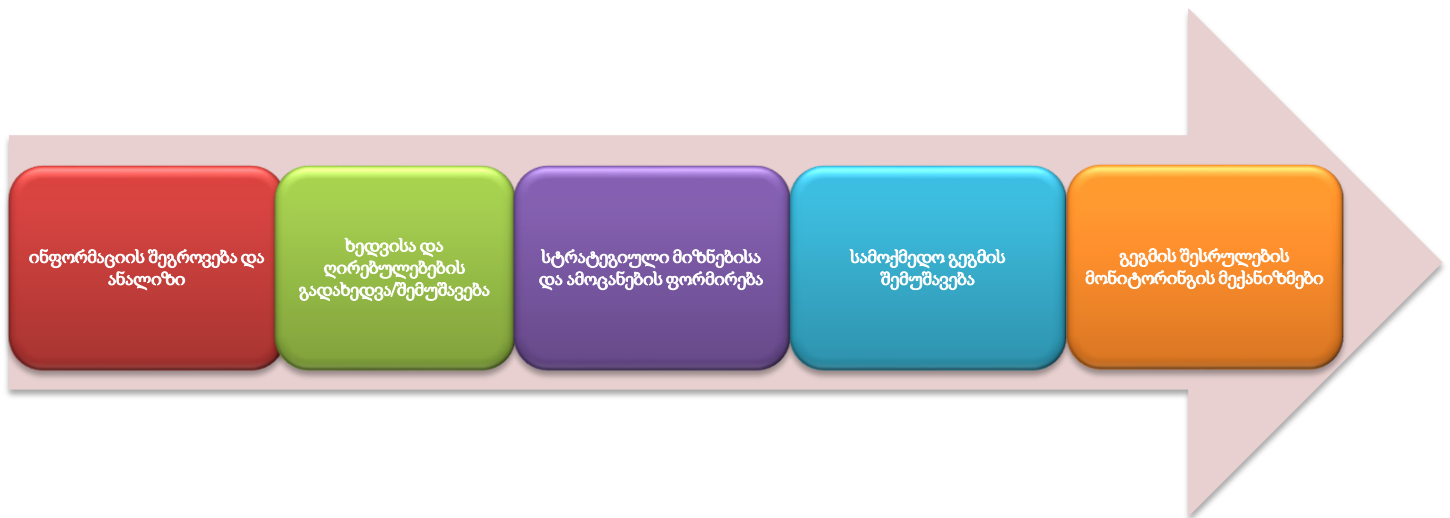 ინფორმაციის შეგროვება და
ანალიზი
ხედვისა და
ღირებულებების
გადახედვა/შემუშავება
სტრატეგიული მიზნებისა
და ამოცანების ფორმირება
სამოქმედო გეგმის
შემუშავება
გეგმის შესრულების
მონიტორინგის მექანიზმები